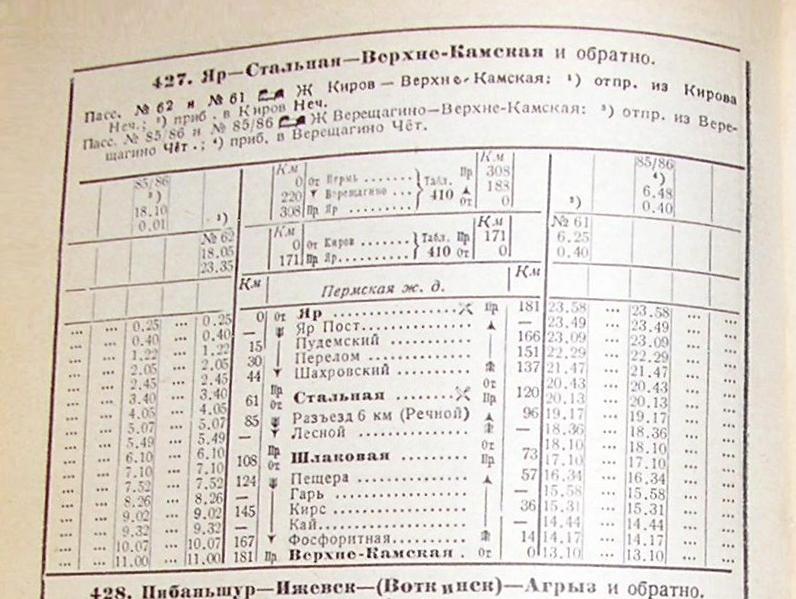 427. Яр—Стальная—Верхне-Камская и обратно.
Пасс. № 62 и № 61 Ж Киров — Верхне-Камская: ¹) отпр. из Кирова
Неч.; ²) приб. в Киров Неч.
Пасс. № 85/86 и № 85/86 Ж Верещагино—Верхне-Камская: ³) отпр. из Вере-
щагино Чёт.; ⁴) приб. в Верещагино Чёт.
85/86 Км Км 85/86
³) 0 От Пермь ........ Табл. Пр 308 ⁴)
18.10 220 Верещагино ... 410 188 6.48
0.01 ¹) 308 Пр Яр ........ От 0 ²) 0.40
№ 62 Км Км № 61
18.05 0 От Киров ....... Табл. Пр 171 6.25
23.35 171 Пр Яр ........ 410 От 0 0.40
Км Пермская ж. д. Км
... ... 0.25 ... 0.25 0 От Яр ........ Пр 181 23.58 ... 23.58 ...
... ... 0.40 ... 0.40 — Яр Пост ........ — 23.49 ... 23.49 ...
... ... 1.22 ... 1.22 15 Пудемский ........ 166 23.09 ... 23.09 ...
... ... 2.05 ... 2.05 30 Перелом ........ 151 22.29 ... 22.29 ...
... ... 2.45 ... 2.45 44 Шахровский ........ 137 21.47 ... 21.47 ...
... ... 3.40 ... 3.40 61 Пр Стальная ........ От 120 20.43 ... 20.43 ...
... ... 4.05 ... 4.05 От Пр 20.13 ... 20.13 ...
... ... 5.07 ... 5.07 85 Разъезд 6 км (Речной) 96 19.17 ... 19.17 ...
... ... 5.49 ... 5.49 — Лесной ........ — 18.36 ... 18.36 ...
... ... 6.10 ... 6.10 108 Пр Шлаковая ........ От 73 18.10 ... 18.10 ...
... ... 7.10 ... 7.10 От Пр 17.10 ... 17.10 ...
... ... 7.52 ... 7.52 124 Пещера ........ 57 16.34 ... 16.34 ...
... ... 8.26 ... 8.26 — Гарь ........ — 15.58 ... 15.58 ...
... ... 9.02 ... 9.02 145 Кирс ........ 36 15.31 ... 15.31 ...
... ... 9.32 ... 9.32 — Кай ........ — 14.44 ... 14.44 ...
... ... 10.07 ... 10.07 167 Фосфоритная ........ 14 14.17 ... 14.17 ...
... ... 11.00 ... 11.00 181 Пр Верхне-Камская . От 0 13.10 ... 13.10 ...
428. Пибаньшур—Ижевск—(Воткинск)—Агрыз и обратно.